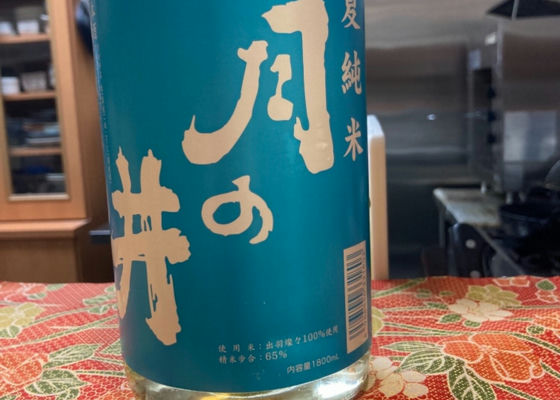 夏純米
月の井
使用米：出羽燦々100%使用
精米歩合：65%
内容量1800mL